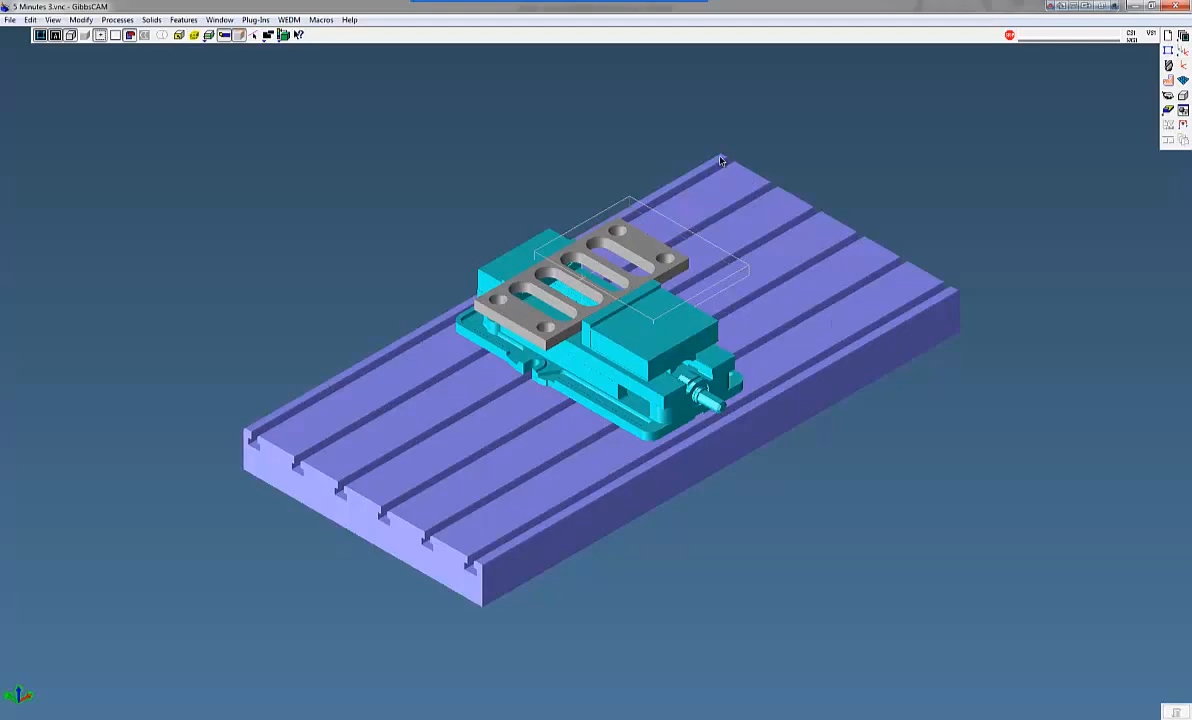 5 Minutes 3.vnc - GibbsCAM
File Edit View Modify Processes Solids Features Window Plug-Ins WEDM Macros Help